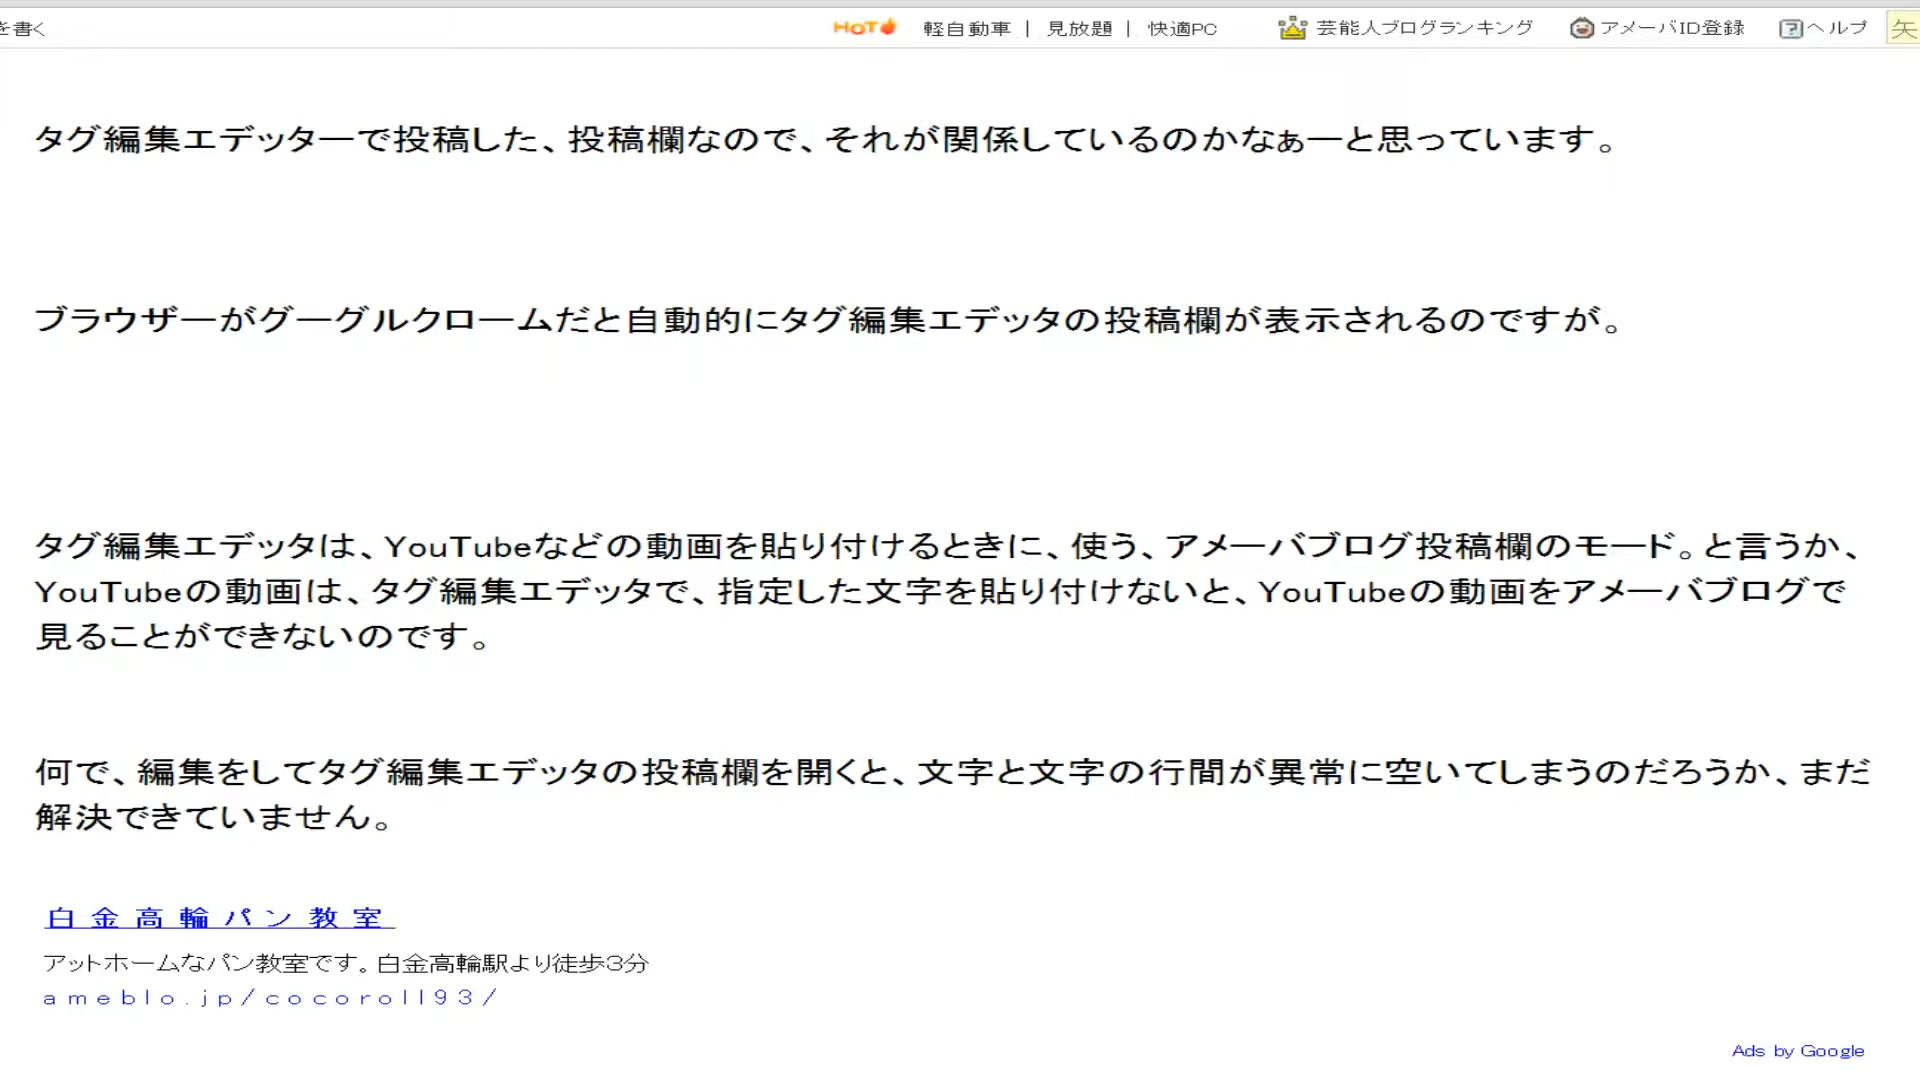 を書く HOT 軽自動車 | 見放題 | 快適PC 芸能人ブログランキング アメーバID登録 ? ヘルプ 矢
タグ編集エデッターで投稿した、投稿欄なので、それが関係しているのかなぁーと思っています。
ブラウザーがグーグルクロームだと自動的にタグ編集エデッタの投稿欄が表示されるのですが。
タグ編集エデッタは、YouTubeなどの動画を貼り付けるときに、使う、アメーバブログ投稿欄のモード。と言うか、
YouTubeの動画は、タグ編集エデッタで、指定した文字を貼り付けないと、YouTubeの動画をアメーバブログで
見ることができないのです。
何で、編集をしてタグ編集エデッタの投稿欄を開くと、文字と文字の行間が異常に空いてしまうのだろうか、まだ
解決できていません。
白金高輪パン教室
アットホームなパン教室です。白金高輪駅より徒歩3分
ameblo.jp/cocoroll93/
Ads by Google